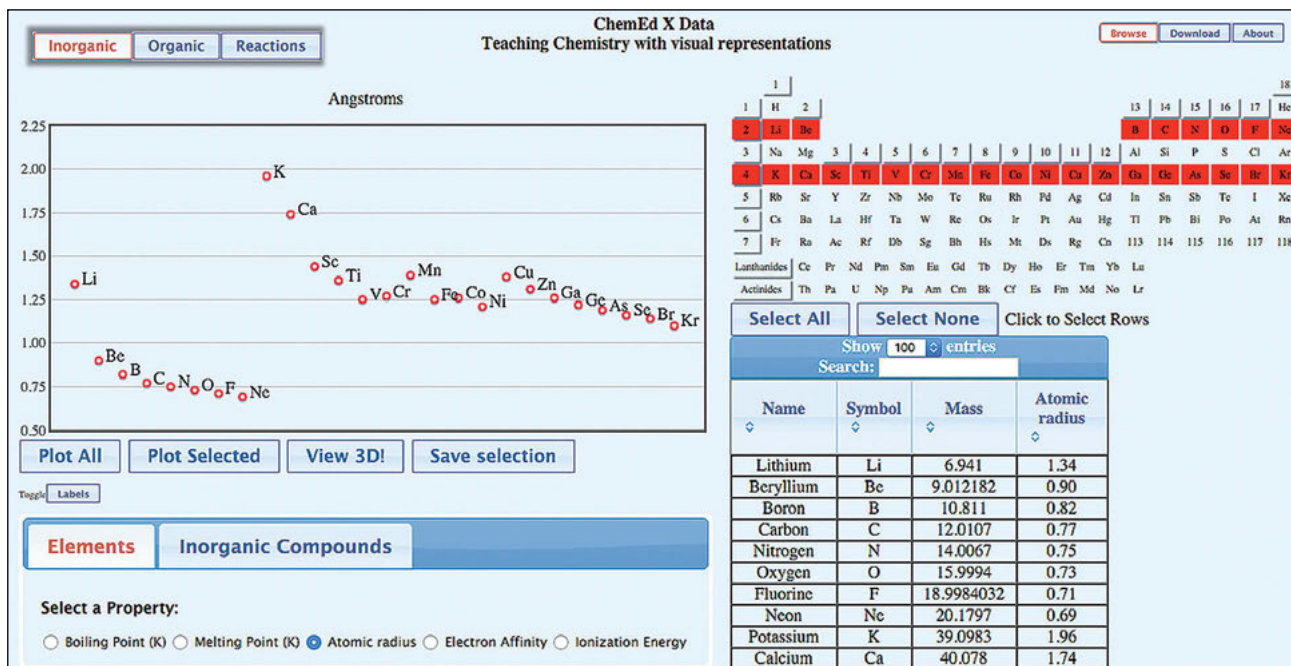 ChemEd X Data
Teaching Chemistry with visual representations
Inorganic Organic Reactions
Browse Download About
Angstroms
2.25
2.00
1.75
1.50
1.25
1.00
0.75
0.50
Li
Be
B
C
N
O
F
Ne
K
Ca
Sc
Ti
V
Cr
Mn
Fe
Co
Ni
Cu
Zn
Ga
Ge
As
Se
Br
Kr
Plot All Plot Selected View 3D! Save selection
Toggle Labels
Elements Inorganic Compounds
Select a Property:
Boiling Point (K) Melting Point (K) Atomic radius Electron Affinity Ionization Energy
1 18
1 H 2 13 14 15 16 17 He
2 Li Be B C N O F Ne
3 Na Mg 3 4 5 6 7 8 9 10 11 12 Al Si P S Cl Ar
4 K Ca Sc Ti V Cr Mn Fe Co Ni Cu Zn Ga Ge As Se Br Kr
5 Rb Sr Y Zr Nb Mo Tc Ru Rh Pd Ag Cd In Sn Sb Te I Xe
6 Cs Ba La Hf Ta W Re Os Ir Pt Au Hg Tl Pb Bi Po At Rn
7 Fr Ra Ac Rf Db Sg Bh Hs Mt Ds Rg Cn 113 114 115 116 117 118
Lanthanides Ce Pr Nd Pm Sm Eu Gd Tb Dy Ho Er Tm Yb Lu
Actinides Th Pa U Np Pu Am Cm Bk Cf Es Fm Md No Lr
Select All Select None Click to Select Rows
Show 100 entries
Search:
Name Symbol Mass Atomic radius
Lithium Li 6.941 1.34
Beryllium Be 9.012182 0.90
Boron B 10.811 0.82
Carbon C 12.0107 0.77
Nitrogen N 14.0067 0.75
Oxygen O 15.9994 0.73
Fluorine F 18.9984032 0.71
Neon Ne 20.1797 0.69
Potassium K 39.0983 1.96
Calcium Ca 40.078 1.74